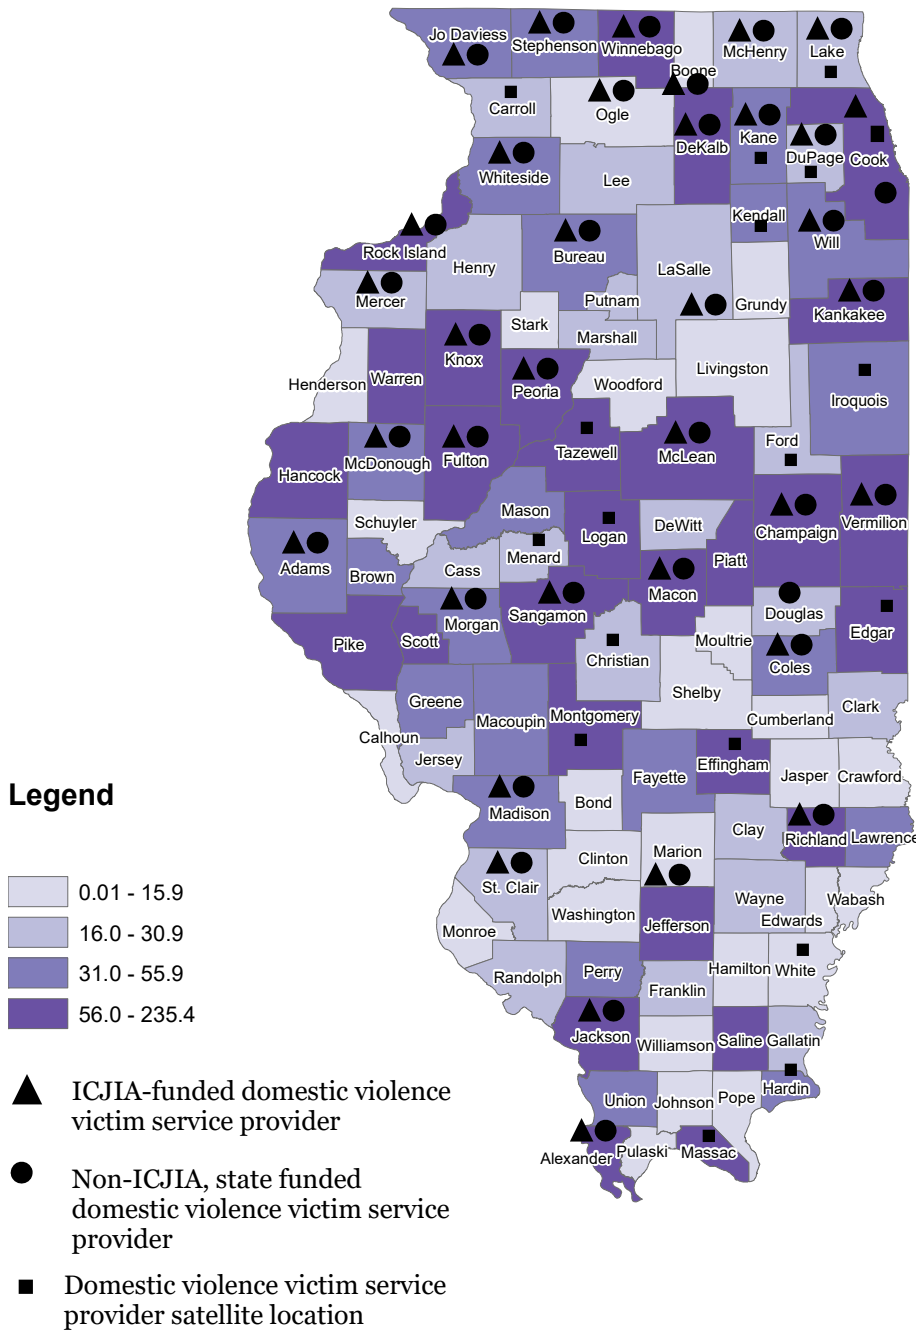 Jo Daviess
Stephenson
Winnebago
Boone
McHenry
Lake
Carroll
Ogle
DeKalb
Kane
DuPage
Cook
Whiteside
Lee
Kendall
Will
Rock Island
Henry
Bureau
LaSalle
Putnam
Grundy
Mercer
Kankakee
Stark
Marshall
Knox
Henderson
Warren
Peoria
Woodford
Livingston
Iroquois
Hancock
McDonough
Fulton
Tazewell
McLean
Ford
Schuyler
Mason
Logan
DeWitt
Champaign
Vermilion
Adams
Brown
Cass
Menard
Piatt
Macon
Morgan
Sangamon
Douglas
Edgar
Pike
Scott
Christian
Moultrie
Coles
Greene
Macoupin
Montgomery
Shelby
Cumberland
Clark
Calhoun
Jersey
Fayette
Effingham
Jasper
Crawford
Madison
Bond
Clay
Richland
Lawrence
St. Clair
Clinton
Marion
Wayne
Edwards
Wabash
Monroe
Washington
Jefferson
Randolph
Perry
Franklin
Hamilton
White
Jackson
Williamson
Saline
Gallatin
Union
Johnson
Pope
Hardin
Alexander
Pulaski
Massac
Legend
0.01 - 15.9
16.0 - 30.9
31.0 - 55.9
56.0 - 235.4
ICJIA-funded domestic violence
victim service provider
Non-ICJIA, state funded
domestic violence victim service
provider
Domestic violence victim service
provider satellite location